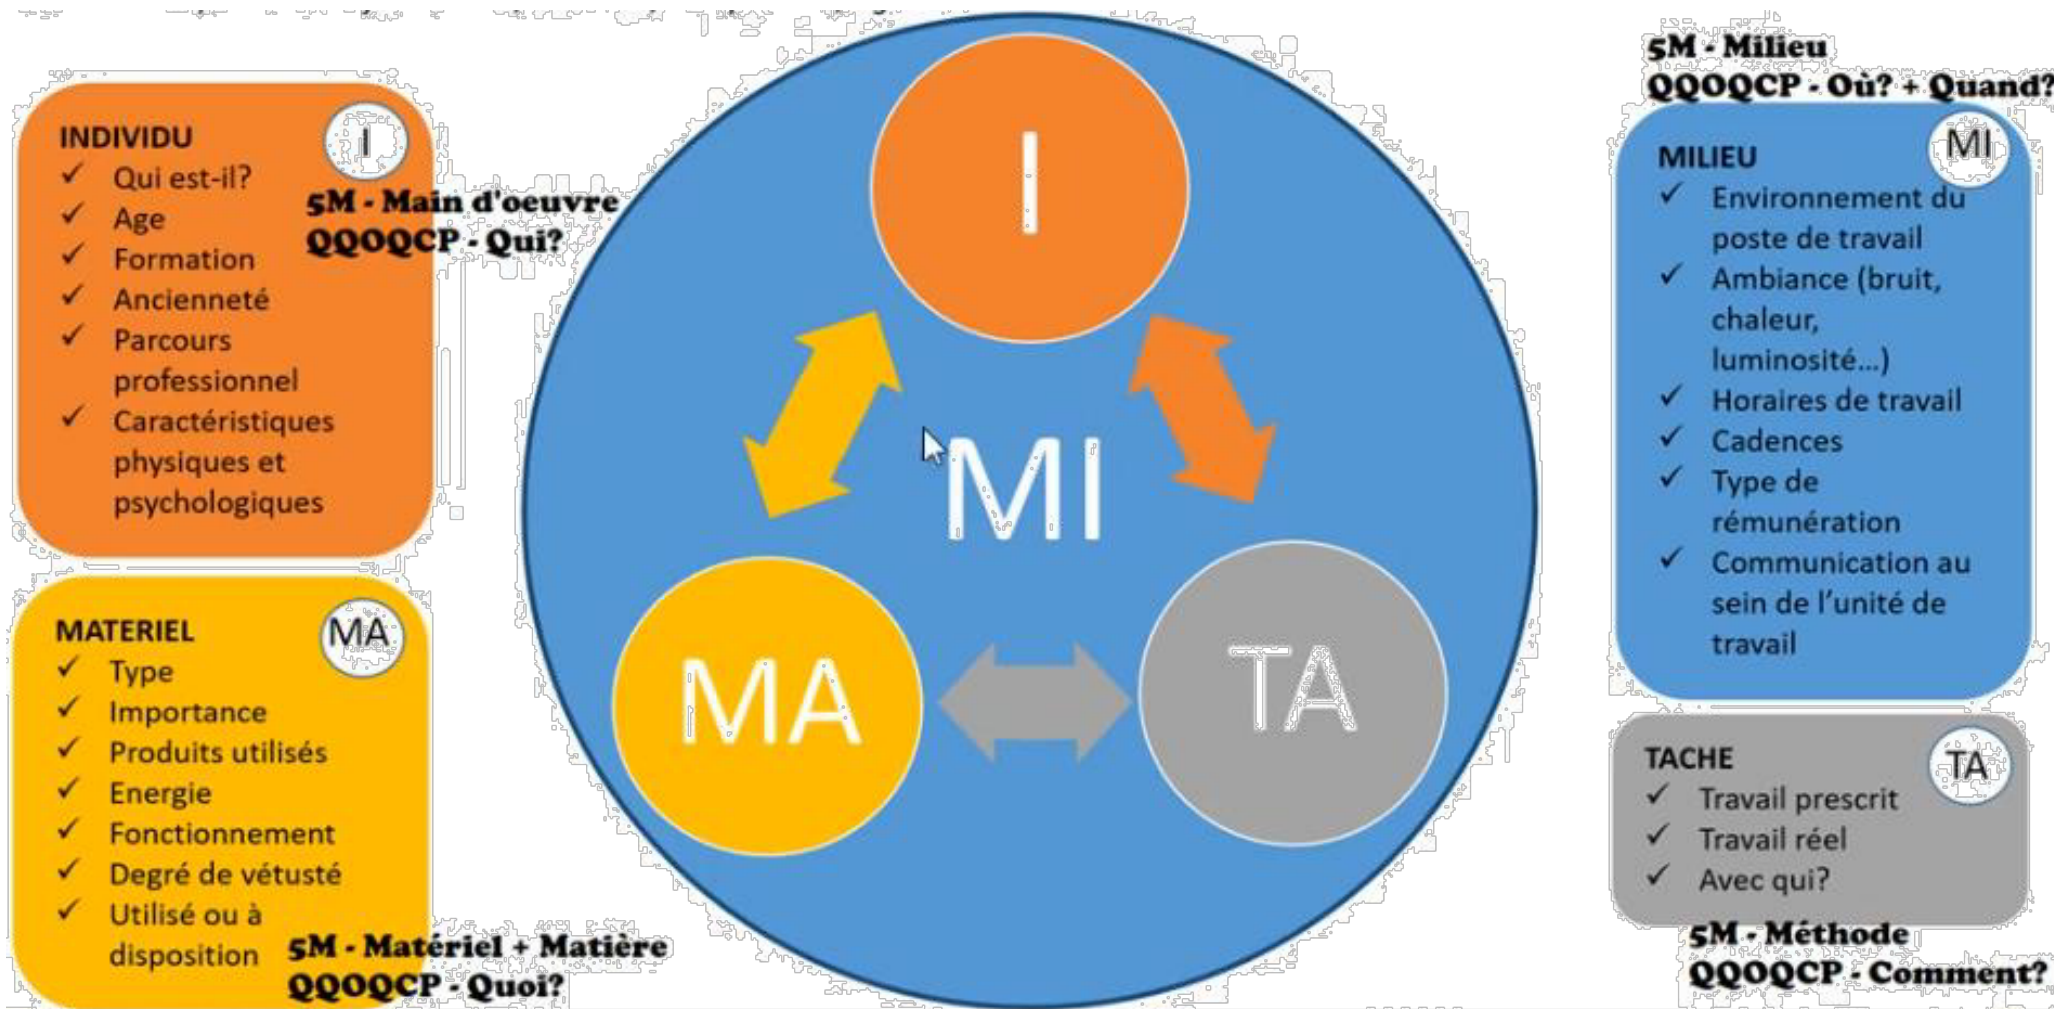 INDIVIDU
I
Qui est-il?
Age
Formation
Ancienneté
Parcours
professionnel
Caractéristiques
physiques et
psychologiques
5M - Main d'oeuvre
QQOQCP - Qui?
MATERIEL
MA
Type
Importance
Produits utilisés
Energie
Fonctionnement
Degré de vétusté
Utilisé ou à
disposition
5M - Matériel + Matière
QQOQCP - Quoi?
I
MI
MA
TA
5M - Milieu
QQOQCP - Où? + Quand?
MILIEU
MI
Environnement du
poste de travail
Ambiance (bruit,
chaleur,
luminosité...)
Horaires de travail
Cadences
Type de
rémunération
Communication au
sein de l'unité de
travail
TACHE
TA
Travail prescrit
Travail réel
Avec qui?
5M - Méthode
QQOQCP - Comment?